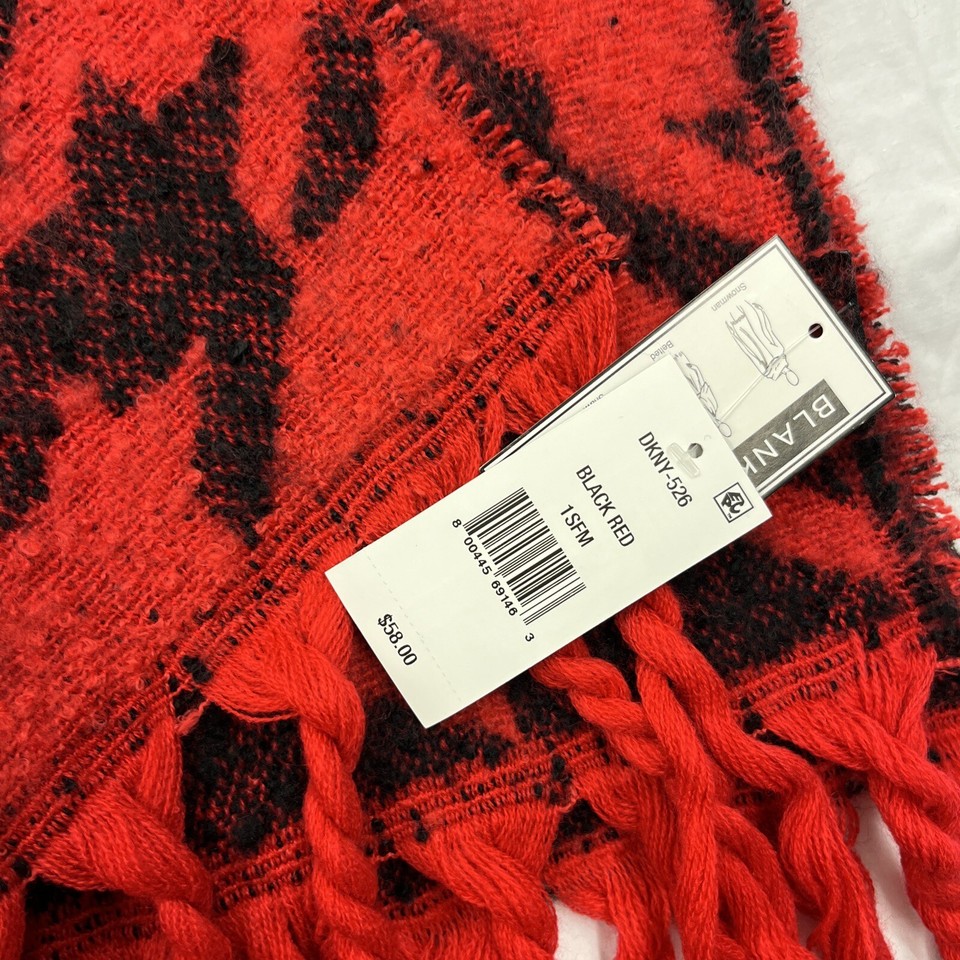 DKNY-526
BLACK RED
1SFM
8 00445 69146 3
$58.00
Snowman
Belted
BLANK